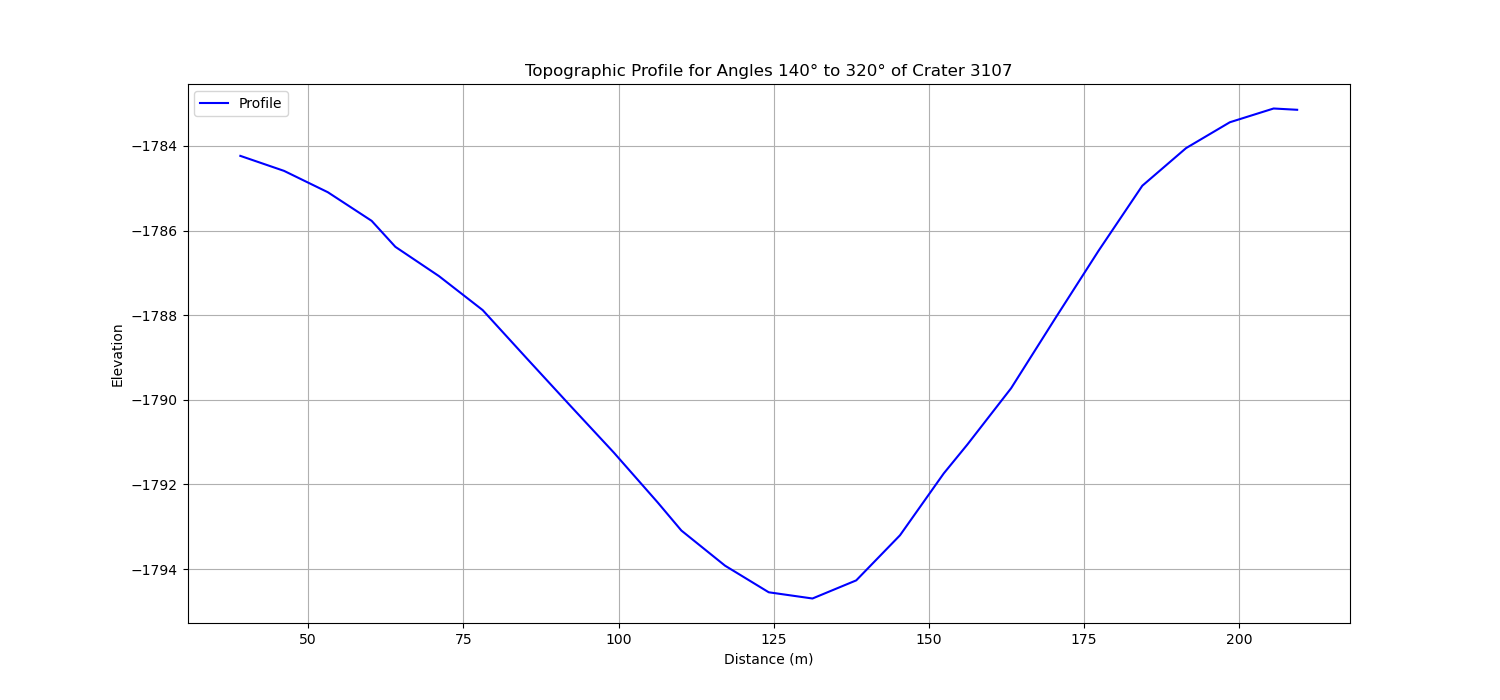 Topographic Profile for Angles 140° to 320° of Crater 3107
Profile
−1784
−1786
−1788
−1790
−1792
−1794
Elevation
50 75 100 125 150 175 200
Distance (m)